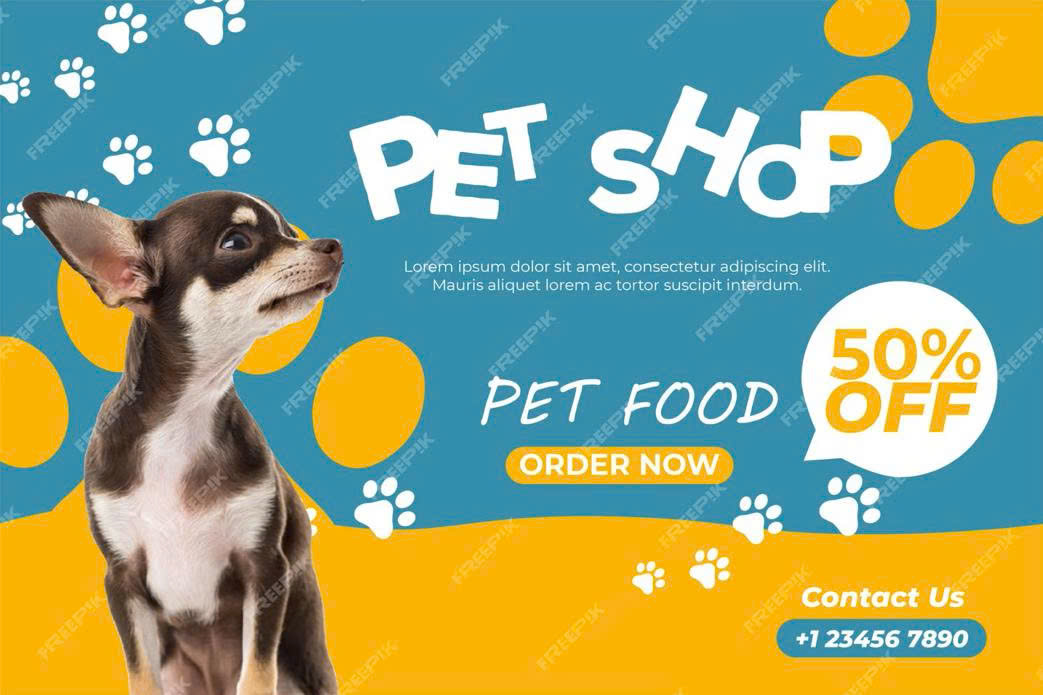 PET SHOP
Lorem ipsum dolor sit amet, consectetur adipiscing elit.
Mauris aliquet lorem ac tortor suscipit interdum.
50%
OFF
PET FOOD
ORDER NOW
Contact Us
+1 23456 7890
FREEPIK